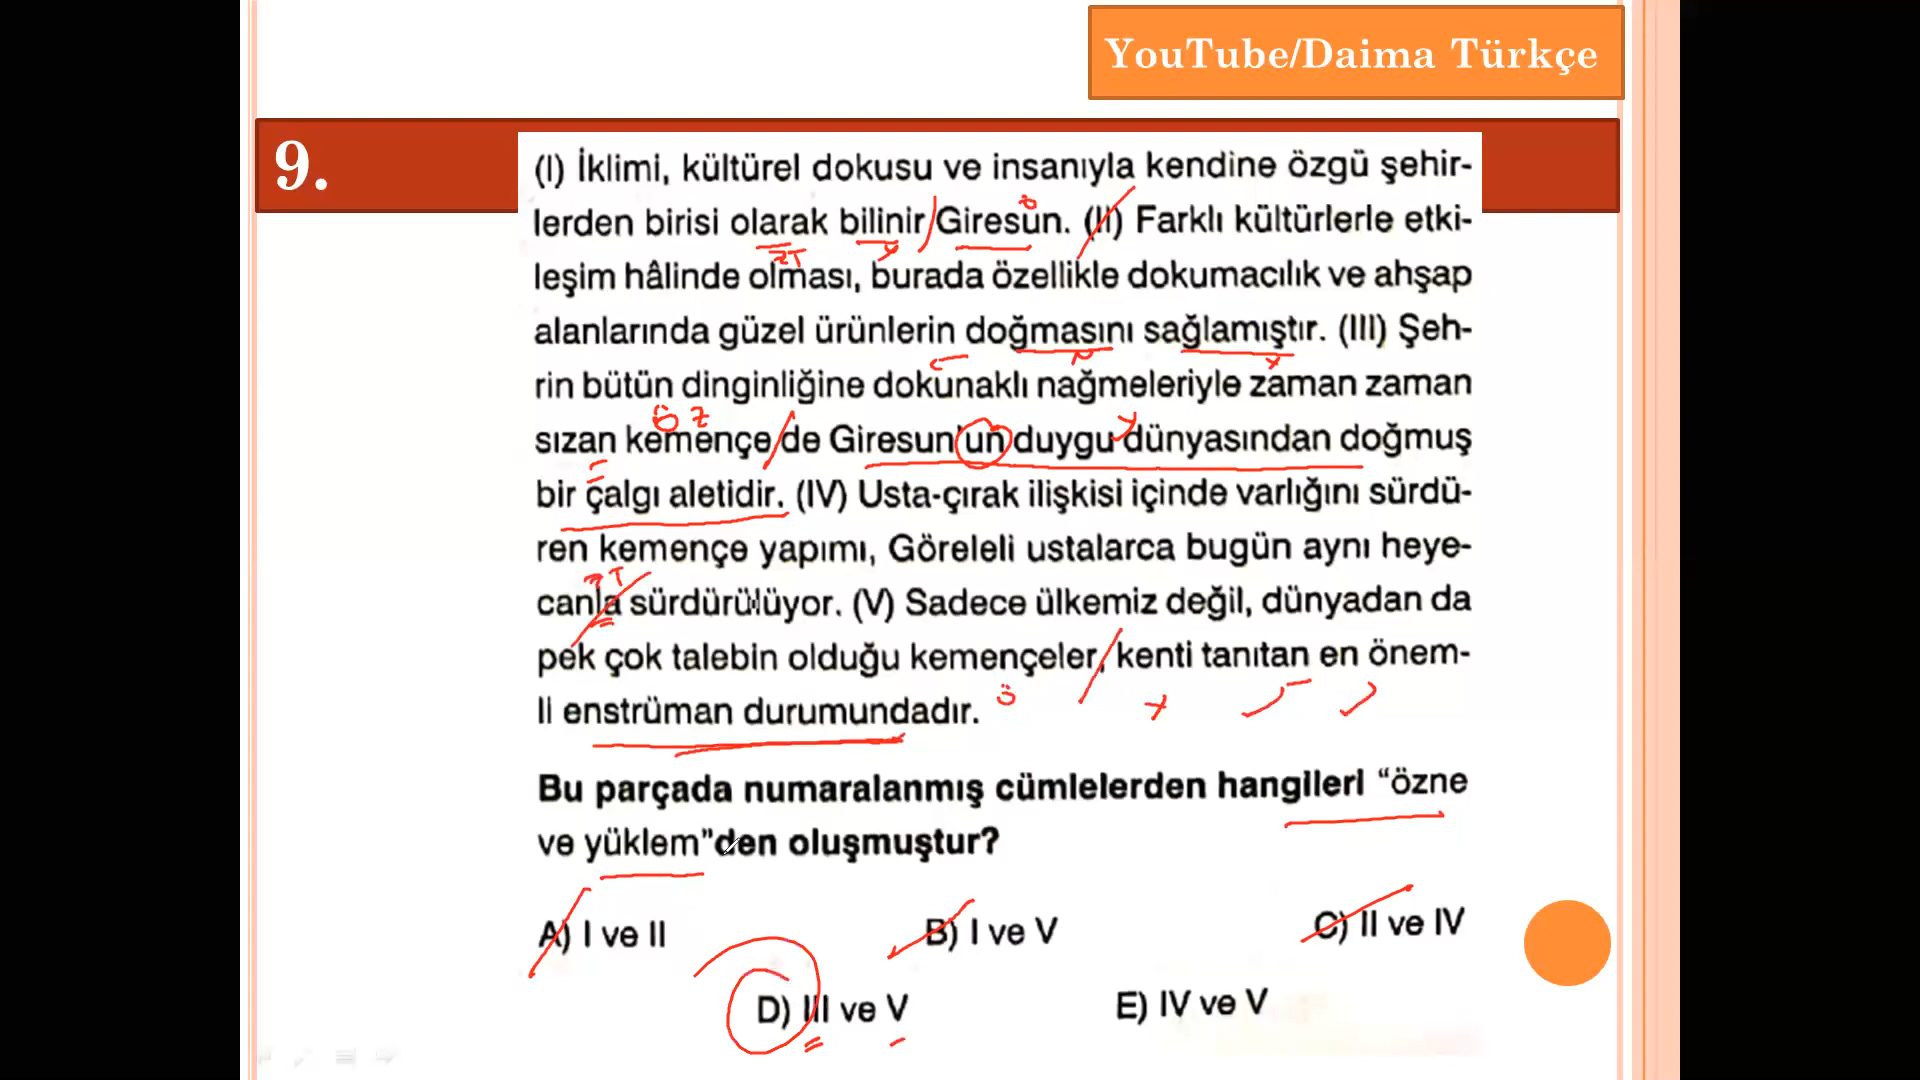 YouTube/Daima Türkçe
9.
(I) İklimi, kültürel dokusu ve insanıyla kendine özgü şehir-
lerden birisi olarak bilinir Giresun. (II) Farklı kültürlerle etki-
leşim hâlinde olması, burada özellikle dokumacılık ve ahşap
alanlarında güzel ürünlerin doğmasını sağlamıştır. (III) Şeh-
rin bütün dinginliğine dokunaklı nağmeleriyle zaman zaman
sızan kemençe de Giresun'un duygu dünyasından doğmuş
bir çalgı aletidir. (IV) Usta-çırak ilişkisi içinde varlığını sürdü-
ren kemençe yapımı, Göreleli ustalarca bugün aynı heye-
canla sürdürülüyor. (V) Sadece ülkemiz değil, dünyadan da
pek çok talebin olduğu kemençeler, kenti tanıtan en önem-
li enstrüman durumundadır.
Bu parçada numaralanmış cümlelerden hangileri “özne
ve yüklem”den oluşmuştur?
A) I ve II
B) I ve V
C) II ve IV
D) III ve V
E) IV ve V